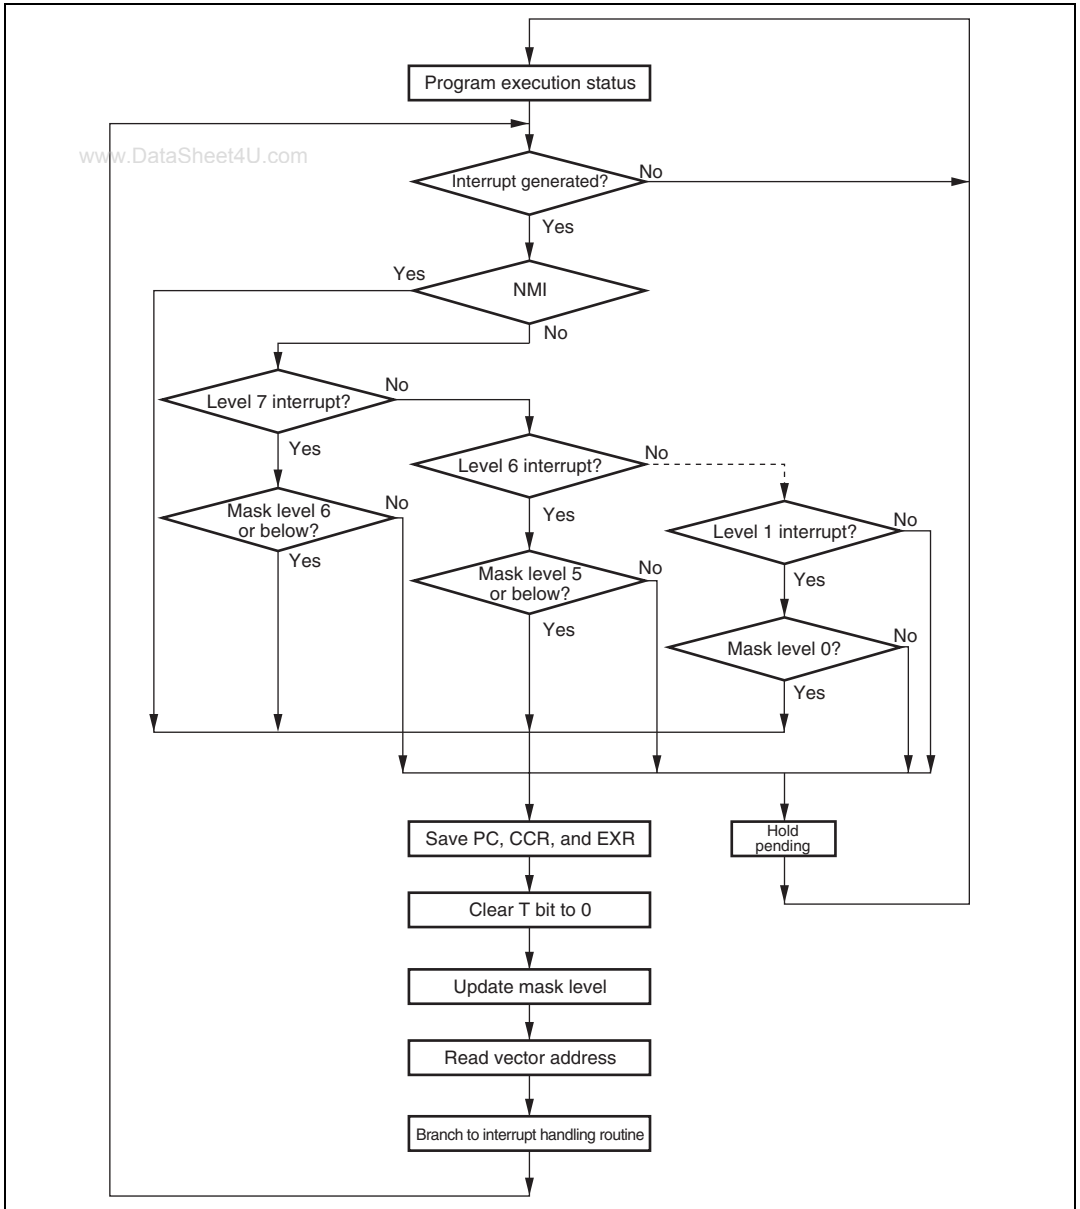 Program execution status
www.DataSheet4U.com
Interrupt generated?
No
Yes
Yes
NMI
No
Level 7 interrupt?
No
Yes
Level 6 interrupt?
No
Mask level 6
or below?
No
Yes
Yes
Level 1 interrupt?
No
Yes
Mask level 5
or below?
No
Yes
Mask level 0?
No
Yes
Save PC, CCR, and EXR
Hold
pending
Clear T bit to 0
Update mask level
Read vector address
Branch to interrupt handling routine